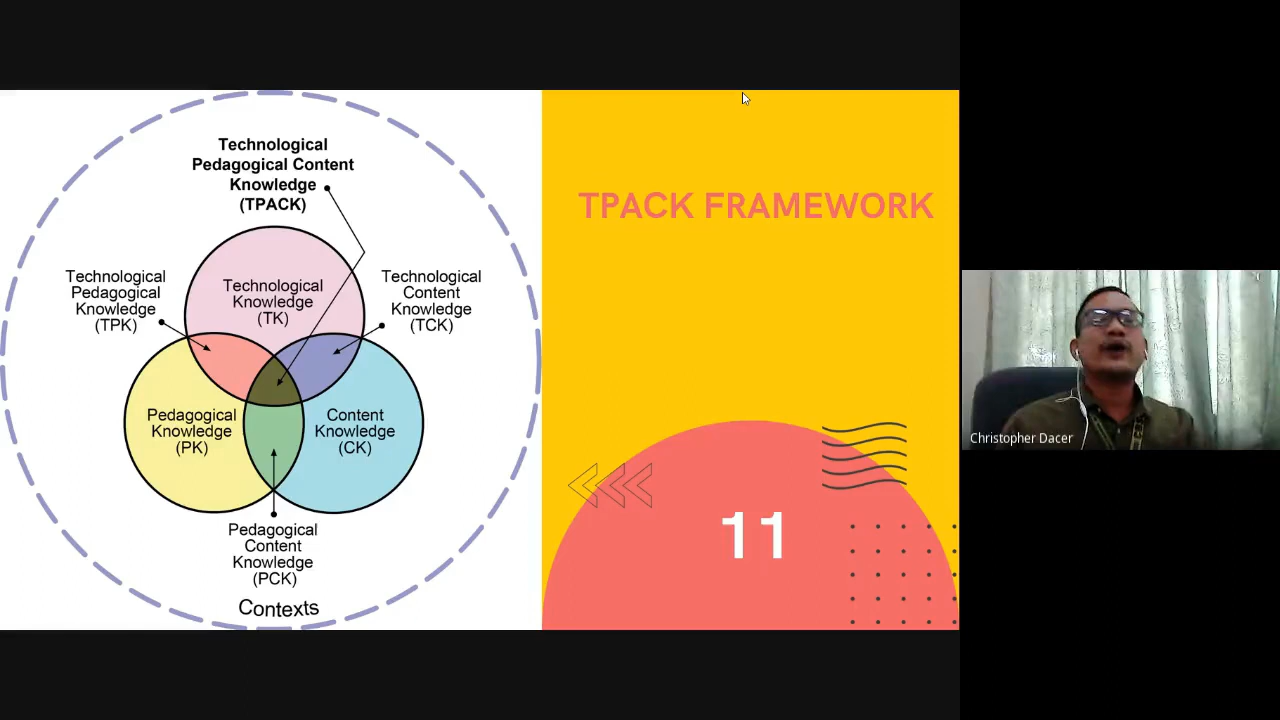 Technological
Pedagogical Content
Knowledge
(TPACK)
Technological
Pedagogical
Knowledge
(TPK)
Technological
Knowledge
(TK)
Technological
Content
Knowledge
(TCK)
Pedagogical
Knowledge
(PK)
Content
Knowledge
(CK)
Pedagogical
Content
Knowledge
(PCK)
Contexts
TPACK FRAMEWORK
11
Christopher Dacer